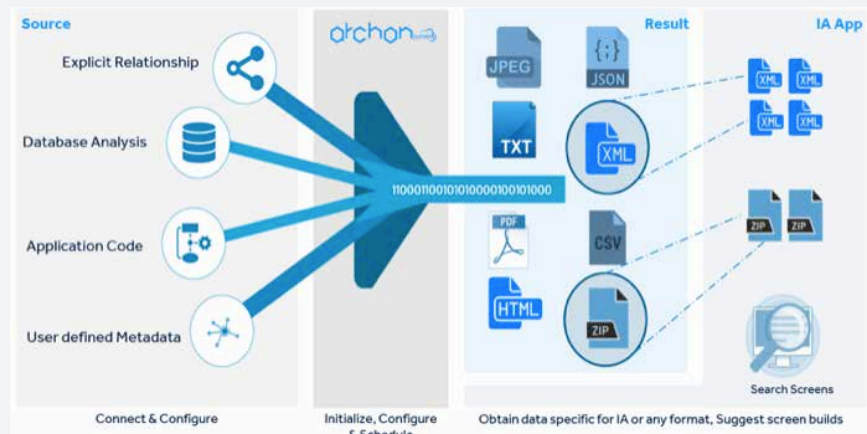 Source
Explicit Relationship
Database Analysis
Application Code
User defined Metadata
Connect & Configure
archon
110001100101010000100101000
Initialize, Configure
& Schedule
Result
JPEG
{;}
JSON
TXT
XML
PDF
CSV
HTML
ZIP
IA App
XML
XML
XML
XML
ZIP
ZIP
Search Screens
Obtain data specific for IA or any format, Suggest screen builds